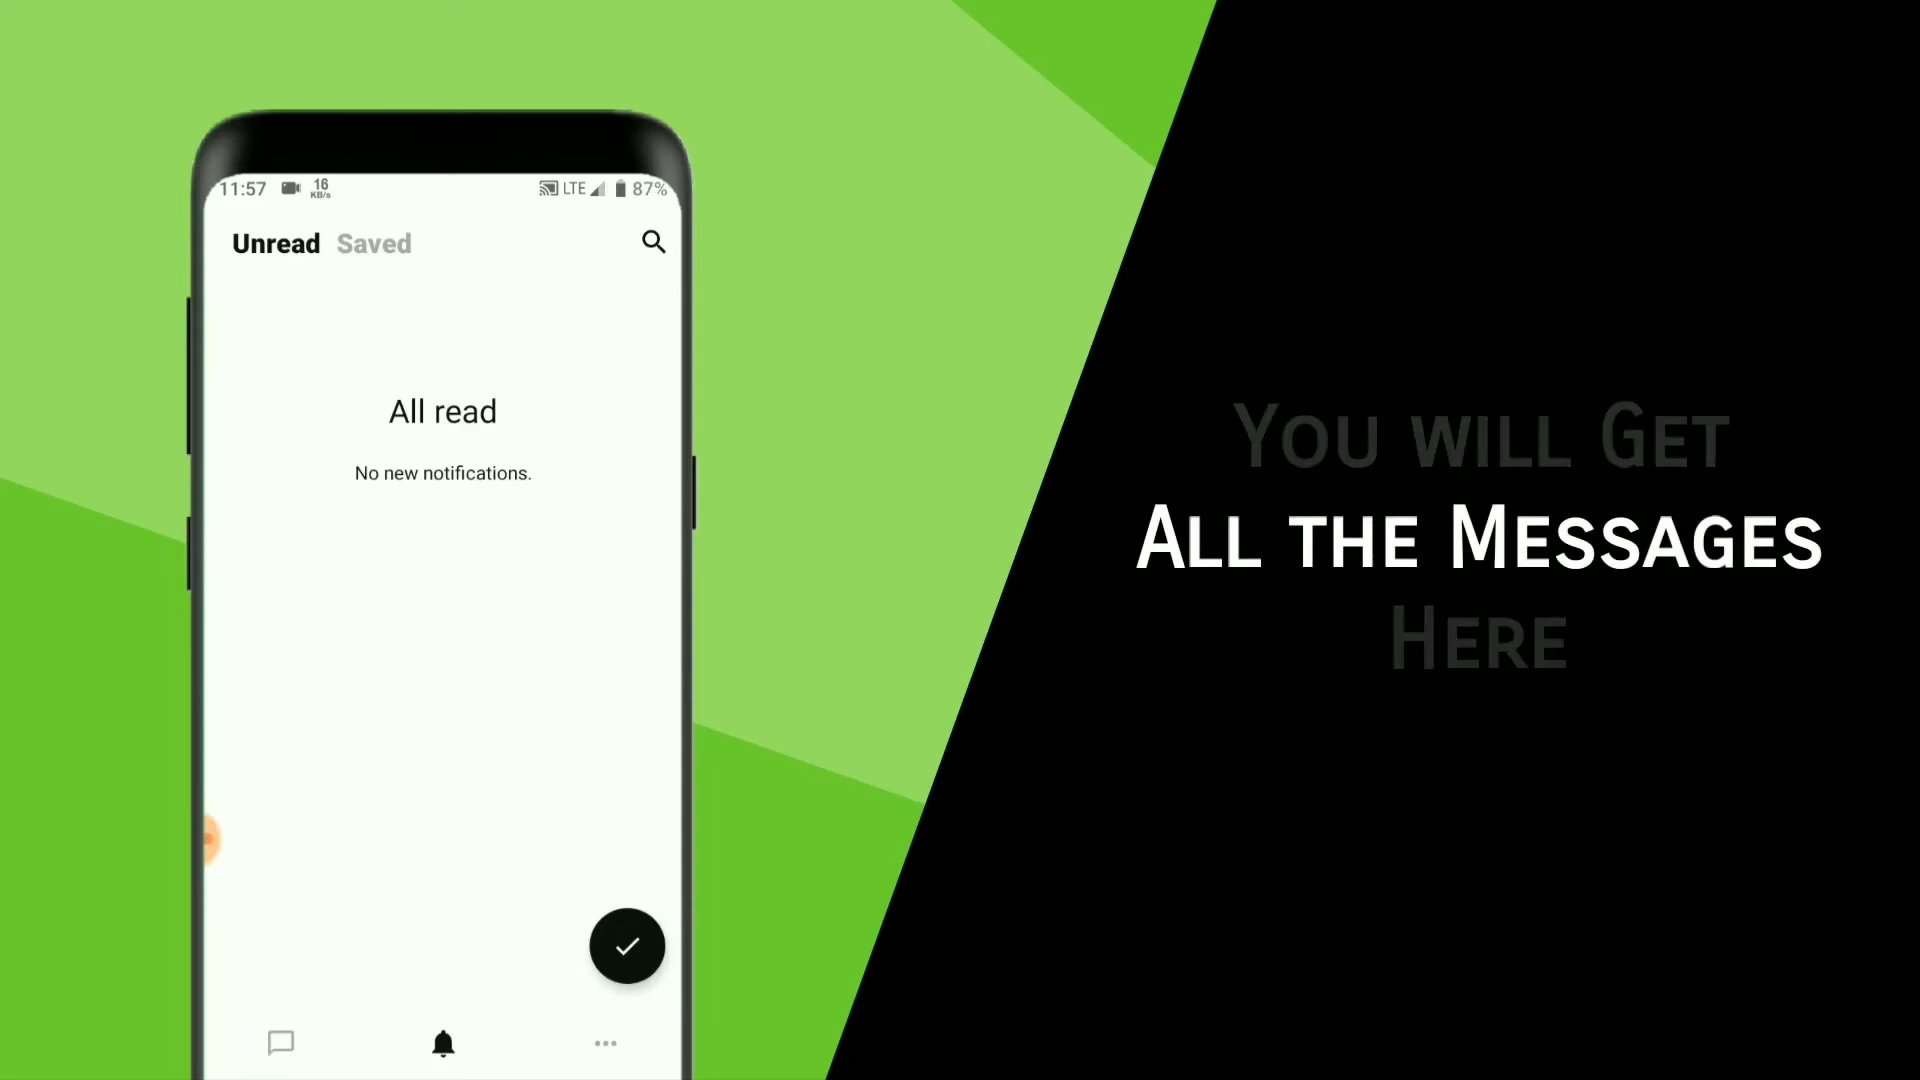 11:57 16 KB/s LTE 87%
Unread Saved
All read
No new notifications.
You will Get
All the Messages
Here